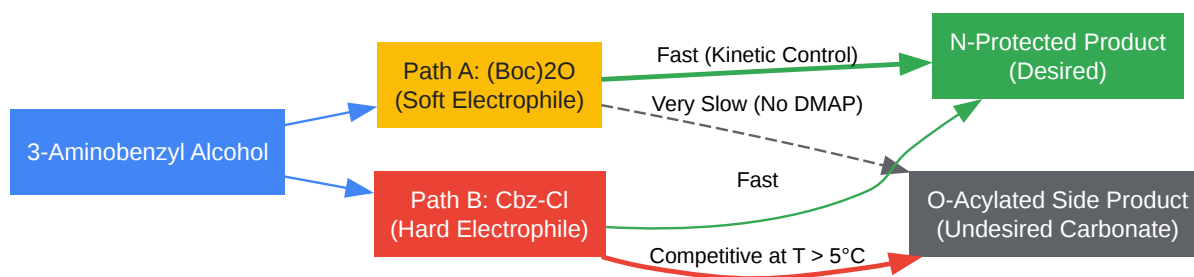 3-Aminobenzyl Alcohol
Path A: (Boc)2O
(Soft Electrophile)
Fast (Kinetic Control)
Very Slow (No DMAP)
N-Protected Product
(Desired)
Path B: Cbz-Cl
(Hard Electrophile)
Fast
Competitive at T > 5°C
O-Acylated Side Product
(Undesired Carbonate)